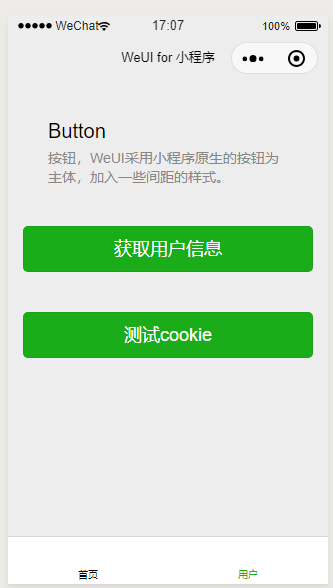 WeChat 17:07 100%
WeUI for 小程序
Button
按钮，WeUI采用小程序原生的按钮为
主体，加入一些间距的样式。
获取用户信息
测试cookie
首页 用户